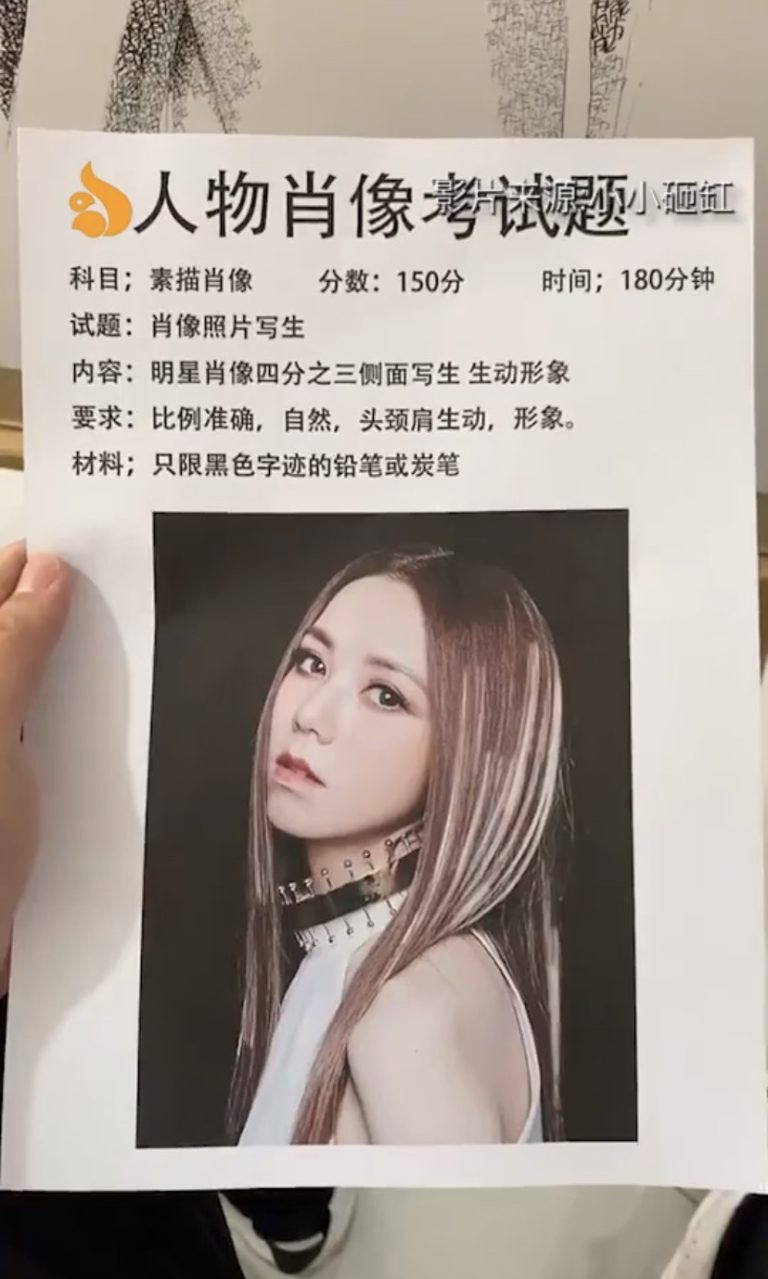 人物肖像考试题
影片来源:小小砸缸
科目；素描肖像 分数：150分 时间；180分钟
试题：肖像照片写生
内容：明星肖像四分之三侧面写生 生动形象
要求：比例准确，自然，头颈肩生动，形象。
材料；只限黑色字迹的铅笔或炭笔